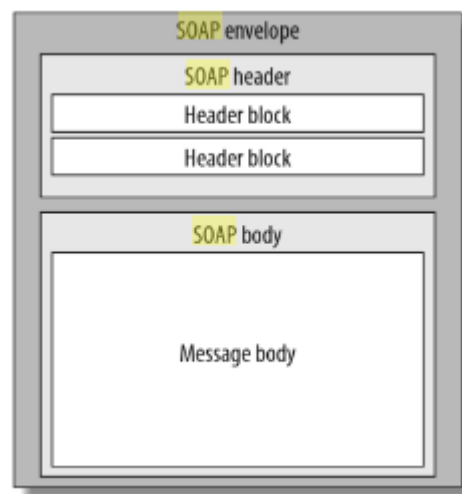 SOAP envelope
SOAP header
Header block
Header block
SOAP body
Message body